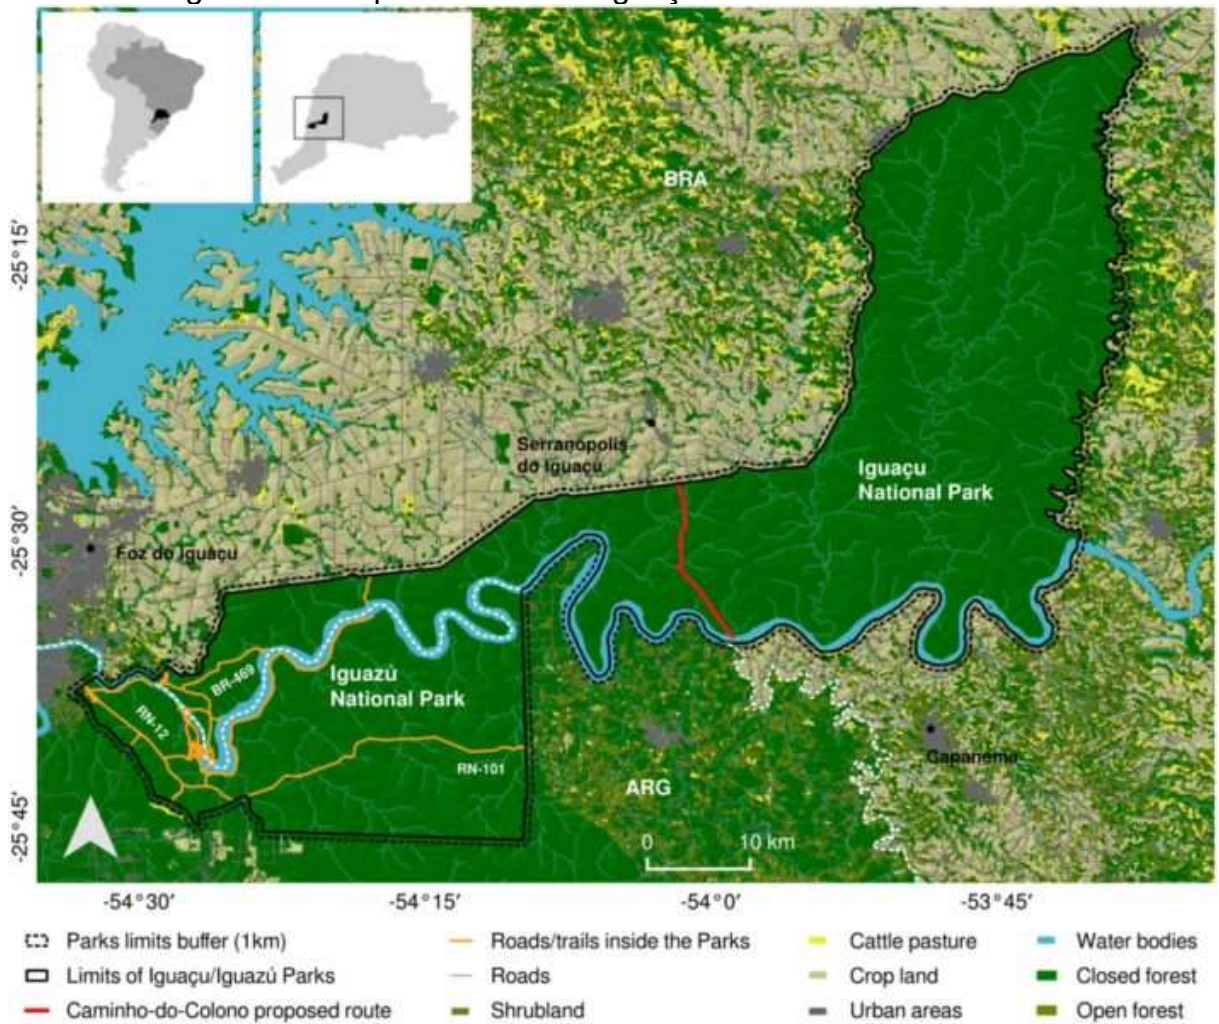 BRA
-25°15'
Serranópolis
do Iguaçu
Iguaçu
National Park
-25°30'
Foz do Iguaçu
BR-469
Iguazú
National Park
RN-12
RN-101
Capanema
ARG
-25°45'
0 10 km
-54°30' -54°15' -54°0' -53°45'
Parks limits buffer (1km) Roads/trails inside the Parks Cattle pasture Water bodies
Limits of Iguaçu/Iguazú Parks Roads Crop land Closed forest
Caminho-do-Colono proposed route Shrubland Urban areas Open forest